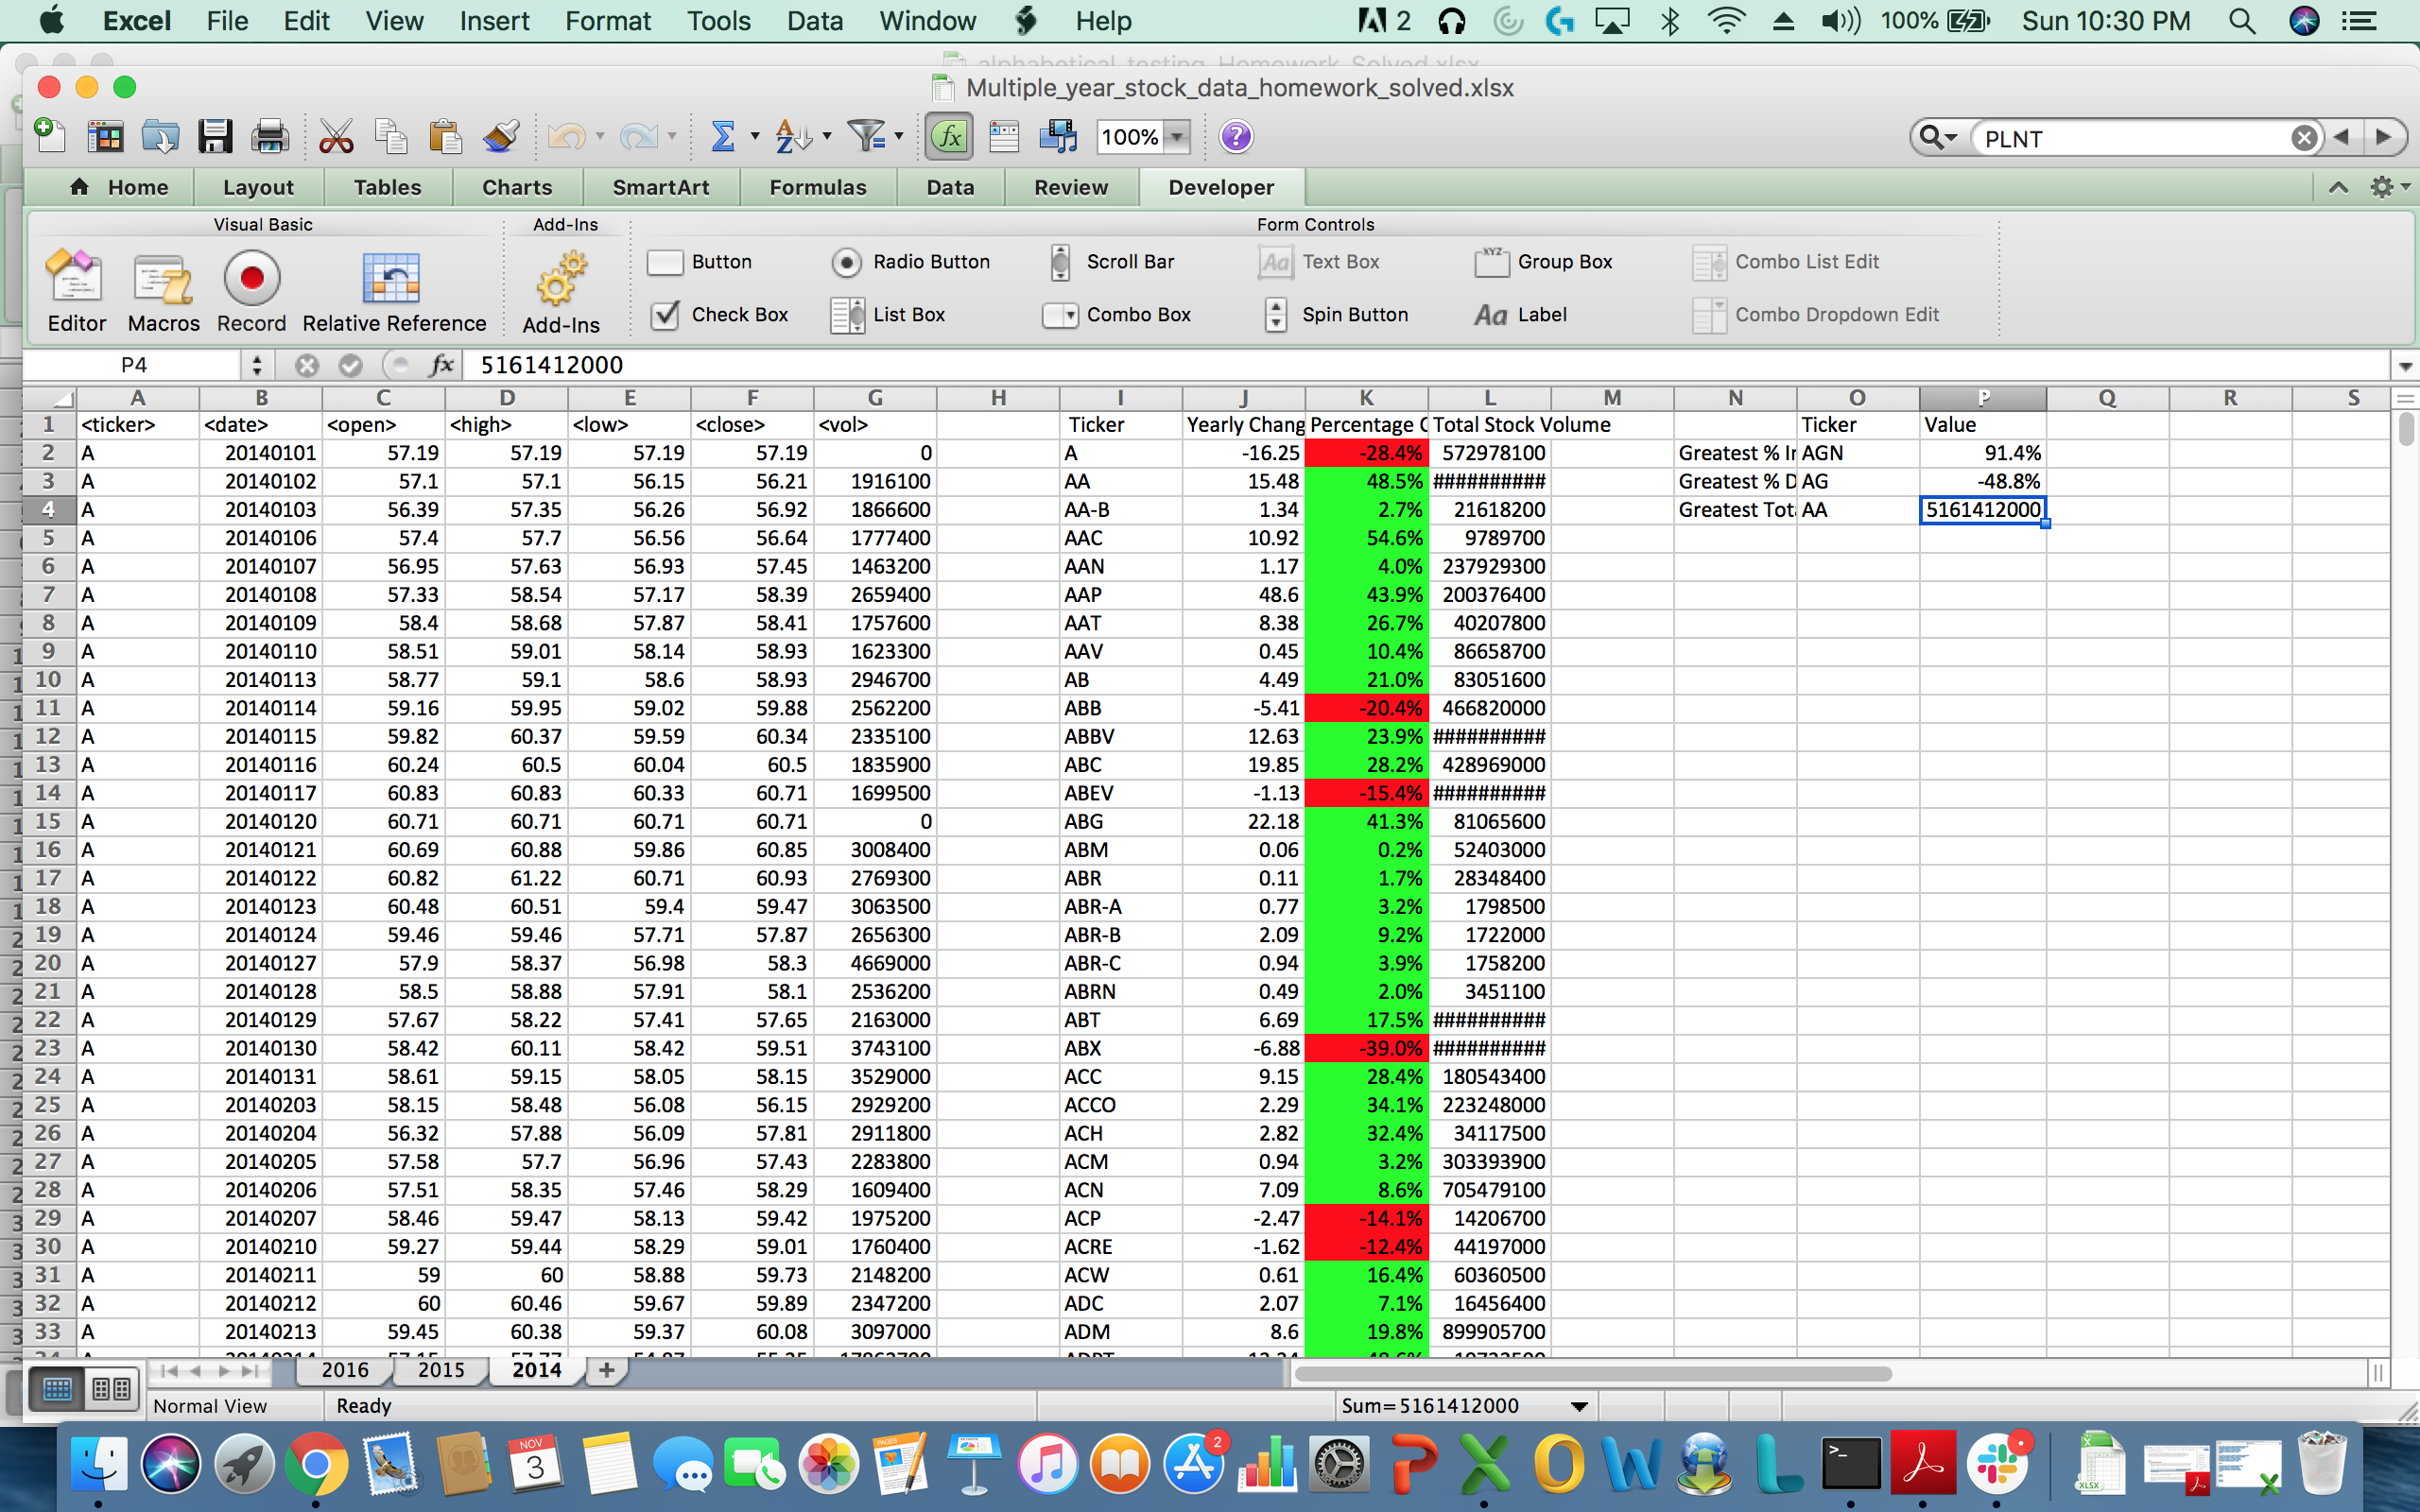 Excel File Edit View Insert Format Tools Data Window Help 2 100% Sun 10:30 PM
Multiple_year_stock_data_homework_solved.xlsx
100% PLNT
Home Layout Tables Charts SmartArt Formulas Data Review Developer
Visual Basic Add-Ins Form Controls
Button Radio Button Scroll Bar Text Box Group Box Combo List Edit
Editor Macros Record Relative Reference Add-Ins Check Box List Box Combo Box Spin Button Label Combo Dropdown Edit
P4 fx 5161412000
A B C D E F G H I J K L M N O P Q R S
1 <ticker> <date> <open> <high> <low> <close> <vol> Ticker Yearly Chang Percentage C Total Stock Volume Ticker Value
2 A 20140101 57.19 57.19 57.19 57.19 0 A -16.25 -28.4% 572978100 Greatest % Ir AGN 91.4%
3 A 20140102 57.1 57.1 56.15 56.21 1916100 AA 15.48 48.5% ########## Greatest % D AG -48.8%
4 A 20140103 56.39 57.35 56.26 56.92 1866600 AA-B 1.34 2.7% 21618200 Greatest Tota AA 5161412000
5 A 20140106 57.4 57.7 56.56 56.64 1777400 AAC 10.92 54.6% 9789700
6 A 20140107 56.95 57.63 56.93 57.45 1463200 AAN 1.17 4.0% 237929300
7 A 20140108 57.33 58.54 57.17 58.39 2659400 AAP 48.6 43.9% 200376400
8 A 20140109 58.4 58.68 57.87 58.41 1757600 AAT 8.38 26.7% 40207800
9 A 20140110 58.51 59.01 58.14 58.93 1623300 AAV 0.45 10.4% 86658700
10 A 20140113 58.77 59.1 58.6 58.93 2946700 AB 4.49 21.0% 83051600
11 A 20140114 59.16 59.95 59.02 59.88 2562200 ABB -5.41 -20.4% 466820000
12 A 20140115 59.82 60.37 59.59 60.34 2335100 ABBV 12.63 23.9% ##########
13 A 20140116 60.24 60.5 60.04 60.5 1835900 ABC 19.85 28.2% 428969000
14 A 20140117 60.83 60.83 60.33 60.71 1699500 ABEV -1.13 -15.4% ##########
15 A 20140120 60.71 60.71 60.71 60.71 0 ABG 22.18 41.3% 81065600
16 A 20140121 60.69 60.88 59.86 60.85 3008400 ABM 0.06 0.2% 52403000
17 A 20140122 60.82 61.22 60.71 60.93 2769300 ABR 0.11 1.7% 28348400
18 A 20140123 60.48 60.51 59.4 59.47 3063500 ABR-A 0.77 3.2% 1798500
19 A 20140124 59.46 59.46 57.71 57.87 2656300 ABR-B 2.09 9.2% 1722000
20 A 20140127 57.9 58.37 56.98 58.3 4669000 ABR-C 0.94 3.9% 1758200
21 A 20140128 58.5 58.88 57.91 58.1 2536200 ABRN 0.49 2.0% 3451100
22 A 20140129 57.67 58.22 57.41 57.65 2163000 ABT 6.69 17.5% ##########
23 A 20140130 58.42 60.11 58.42 59.51 3743100 ABX -6.88 -39.0% ##########
24 A 20140131 58.61 59.15 58.05 58.15 3529000 ACC 9.15 28.4% 180543400
25 A 20140203 58.15 58.48 56.08 56.15 2929200 ACCO 2.29 34.1% 223248000
26 A 20140204 56.32 57.88 56.09 57.81 2911800 ACH 2.82 32.4% 34117500
27 A 20140205 57.58 57.7 56.96 57.43 2283800 ACM 0.94 3.2% 303393900
28 A 20140206 57.51 58.35 57.46 58.29 1609400 ACN 7.09 8.6% 705479100
29 A 20140207 58.46 59.47 58.13 59.42 1975200 ACP -2.47 -14.1% 14206700
30 A 20140210 59.27 59.44 58.29 59.01 1760400 ACRE -1.62 -12.4% 44197000
31 A 20140211 59 60 58.88 59.73 2148200 ACW 0.61 16.4% 60360500
32 A 20140212 60 60.46 59.67 59.89 2347200 ADC 2.07 7.1% 16456400
33 A 20140213 59.45 60.38 59.37 60.08 3097000 ADM 8.6 19.8% 899905700
2016 2015 2014
Normal View Ready Sum=5161412000
NOV 3 PAGES 2 XLSX